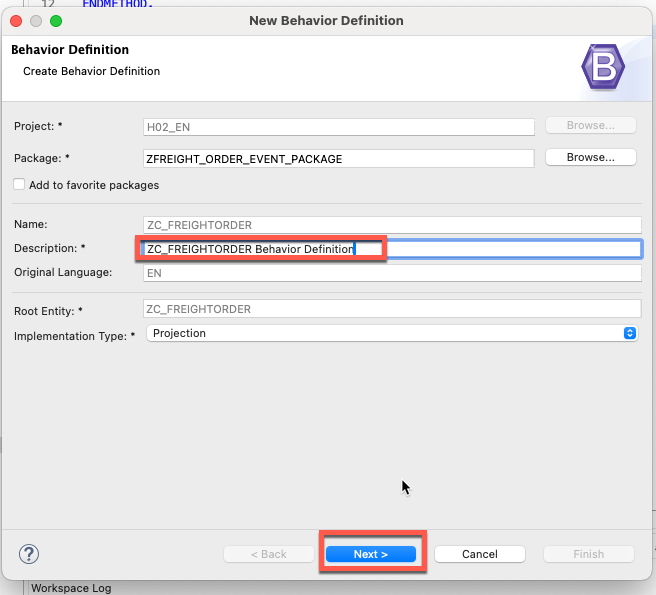 12 ENDMETHOD.
New Behavior Definition
Behavior Definition
Create Behavior Definition
B
Project: * H02_EN Browse...
Package: * ZFREIGHT_ORDER_EVENT_PACKAGE Browse...
Add to favorite packages
Name: ZC_FREIGHTORDER
Description: * ZC_FREIGHTORDER Behavior Definition
Original Language: EN
Root Entity: * ZC_FREIGHTORDER
Implementation Type: * Projection
? < Back Next > Cancel Finish
Workspace Log